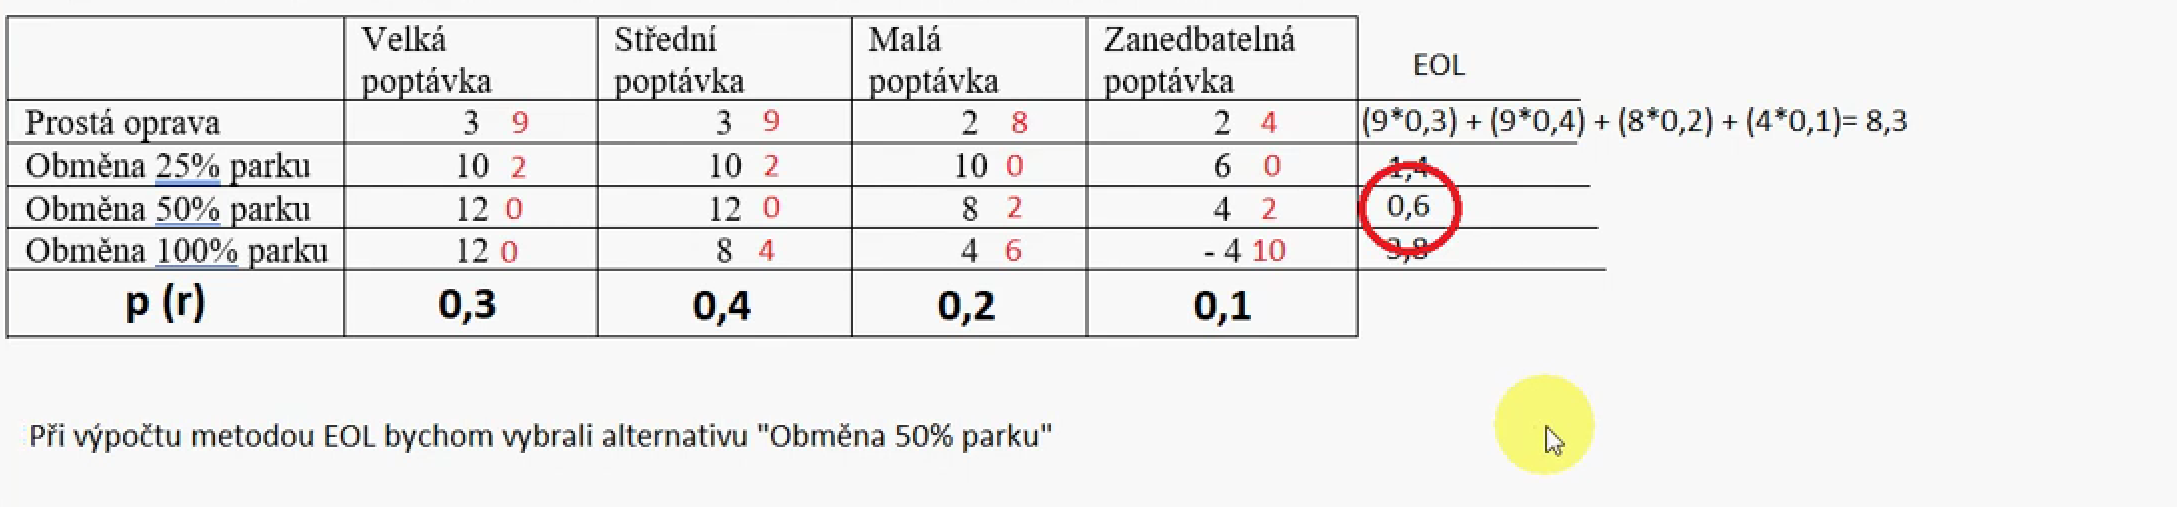 Velká poptávka Střední poptávka Malá poptávka Zanedbatelná poptávka EOL
Prostá oprava 3 9 3 9 2 8 2 4 (9*0,3) + (9*0,4) + (8*0,2) + (4*0,1)= 8,3
Obměna 25% parku 10 2 10 2 10 0 6 0 1,4
Obměna 50% parku 12 0 12 0 8 2 4 2 0,6
Obměna 100% parku 12 0 8 4 4 6 - 4 10 3,8
p (r) 0,3 0,4 0,2 0,1
Při výpočtu metodou EOL bychom vybrali alternativu "Obměna 50% parku"